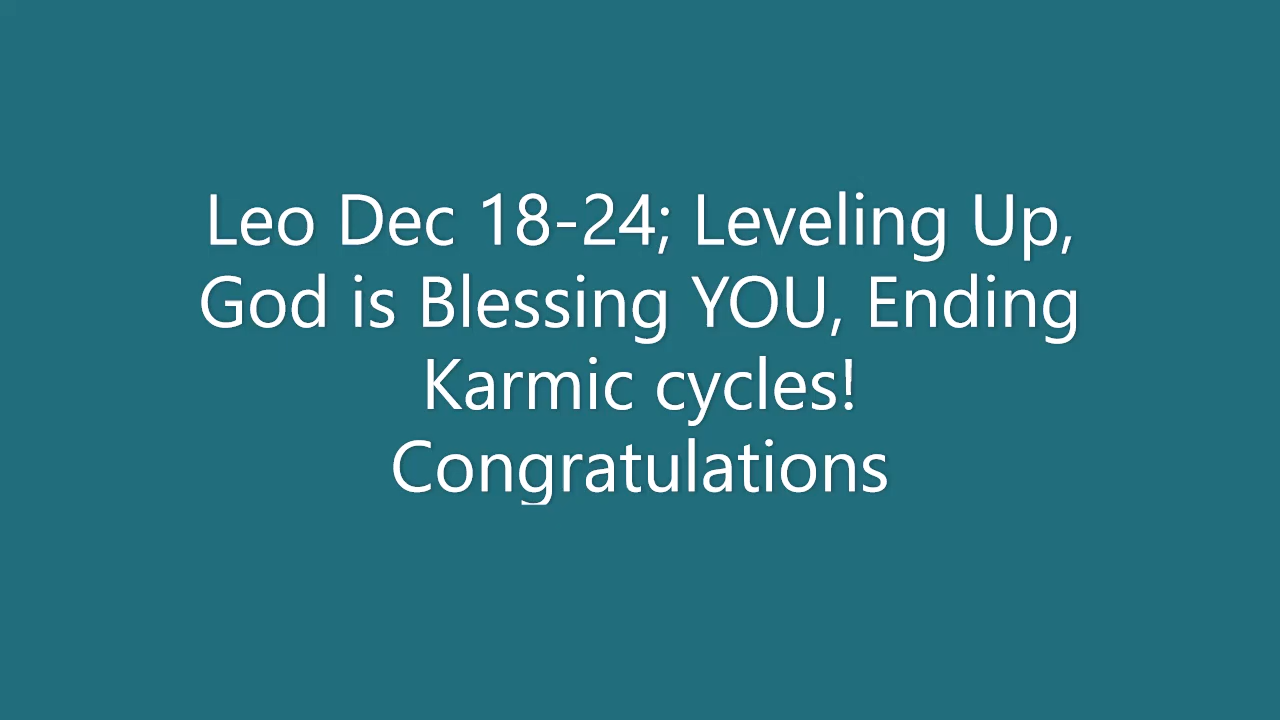 Leo Dec 18-24; Leveling Up,
God is Blessing YOU, Ending
Karmic cycles!
Congratulations